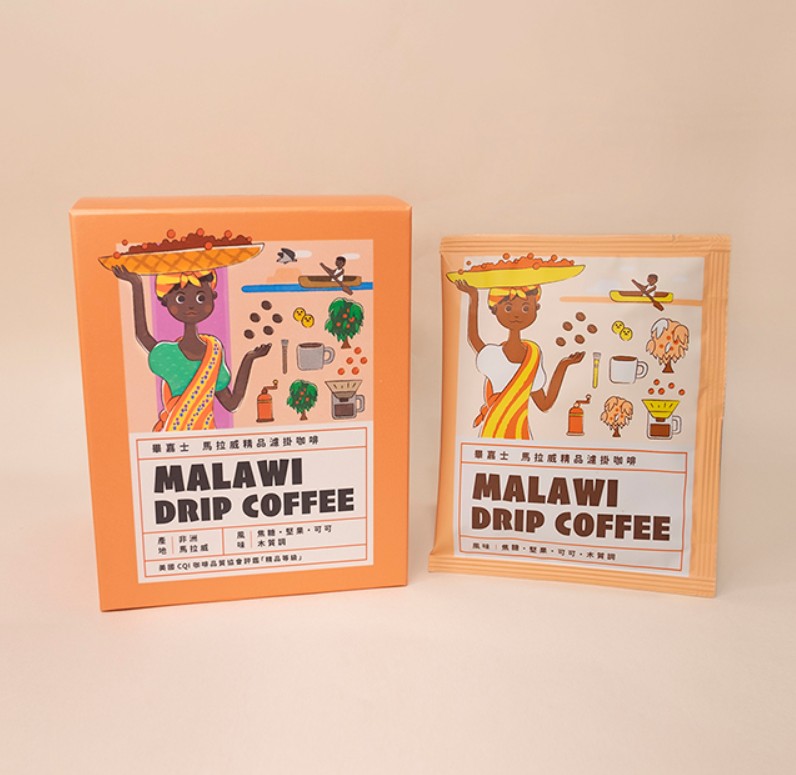 畢嘉士 馬拉威精品濾掛咖啡
MALAWI
DRIP COFFEE
產地 非洲馬拉威
風味 焦糖・堅果・可可木質調
美國CQI咖啡品質協會評鑑「精品等級」
畢嘉士 馬拉威精品濾掛咖啡
MALAWI
DRIP COFFEE
風味 焦糖・堅果・可可・木質調